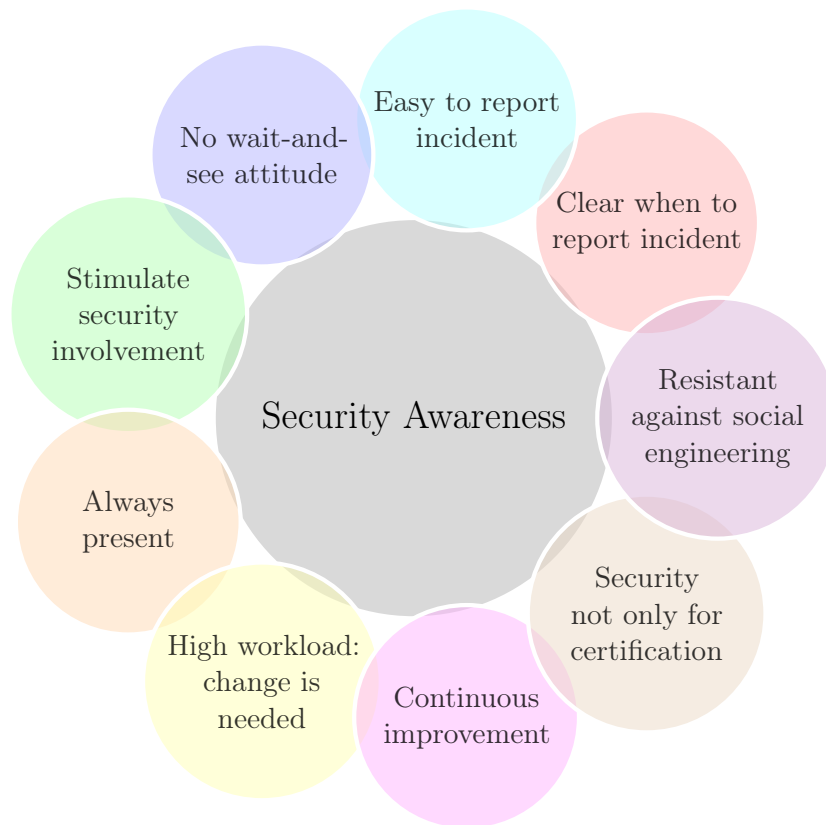 Easy to report
incident
No wait-and-
see attitude
Clear when to
report incident
Stimulate
security
involvement
Resistant
against social
engineering
Security Awareness
Always
present
Security
not only for
certification
High workload:
change is
needed
Continuous
improvement